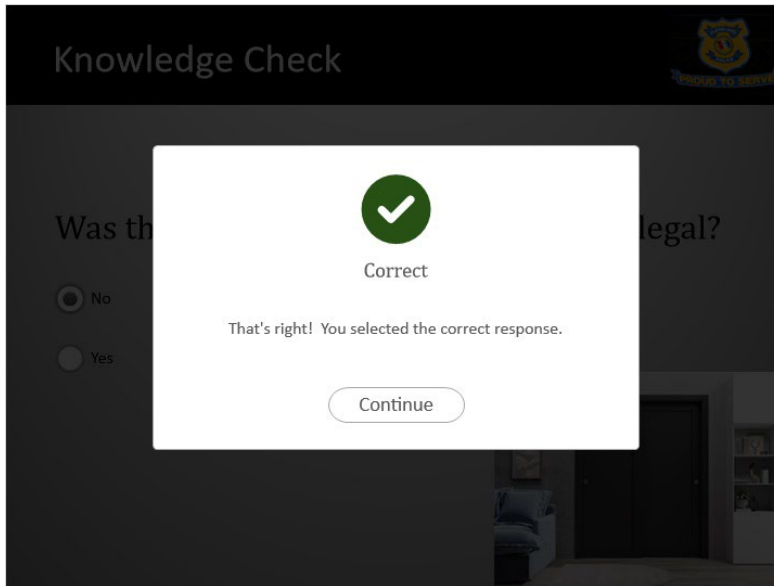 Knowledge Check
PROUD TO SERVE
Was th
legal?
No
Yes
Correct
That's right! You selected the correct response.
Continue